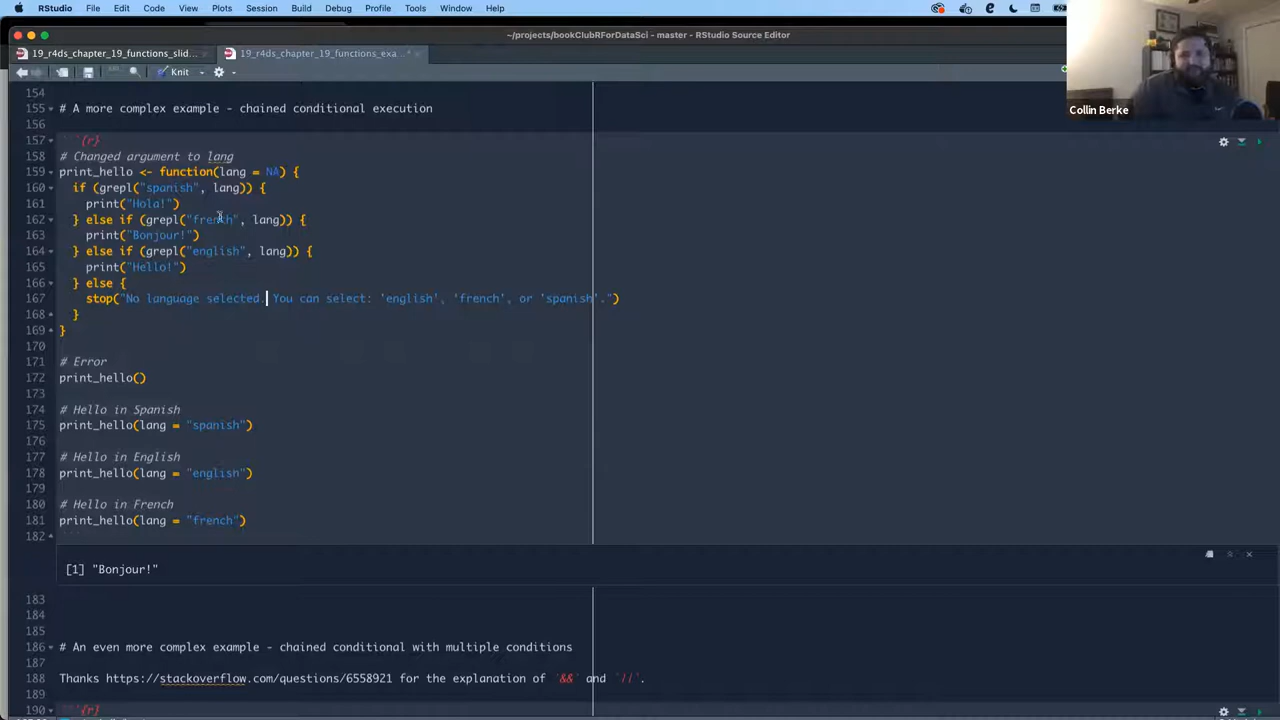 RStudio File Edit Code View Plots Session Build Debug Profile Tools Window Help
~/projects/bookClubRForDataSci - master - RStudio Source Editor
19_r4ds_chapter_19_functions_slid... 19_r4ds_chapter_19_functions_exa...
Knit
Collin Berke
154
155 # A more complex example - chained conditional execution
156
157 ```{r}
158 # Changed argument to lang
159 print_hello <- function(lang = NA) {
160 if (grepl("spanish", lang)) {
161 print("Hola!")
162 } else if (grepl("french", lang)) {
163 print("Bonjour!")
164 } else if (grepl("english", lang)) {
165 print("Hello!")
166 } else {
167 stop("No language selected. You can select: 'english', 'french', or 'spanish'.")
168 }
169 }
170
171 # Error
172 print_hello()
173
174 # Hello in Spanish
175 print_hello(lang = "spanish")
176
177 # Hello in English
178 print_hello(lang = "english")
179
180 # Hello in French
181 print_hello(lang = "french")
182 ```
[1] "Bonjour!"
183
184
185
186 # An even more complex example - chained conditional with multiple conditions
187
188 Thanks https://stackoverflow.com/questions/6558921 for the explanation of `&&` and `||`.
189
190 ```{r}